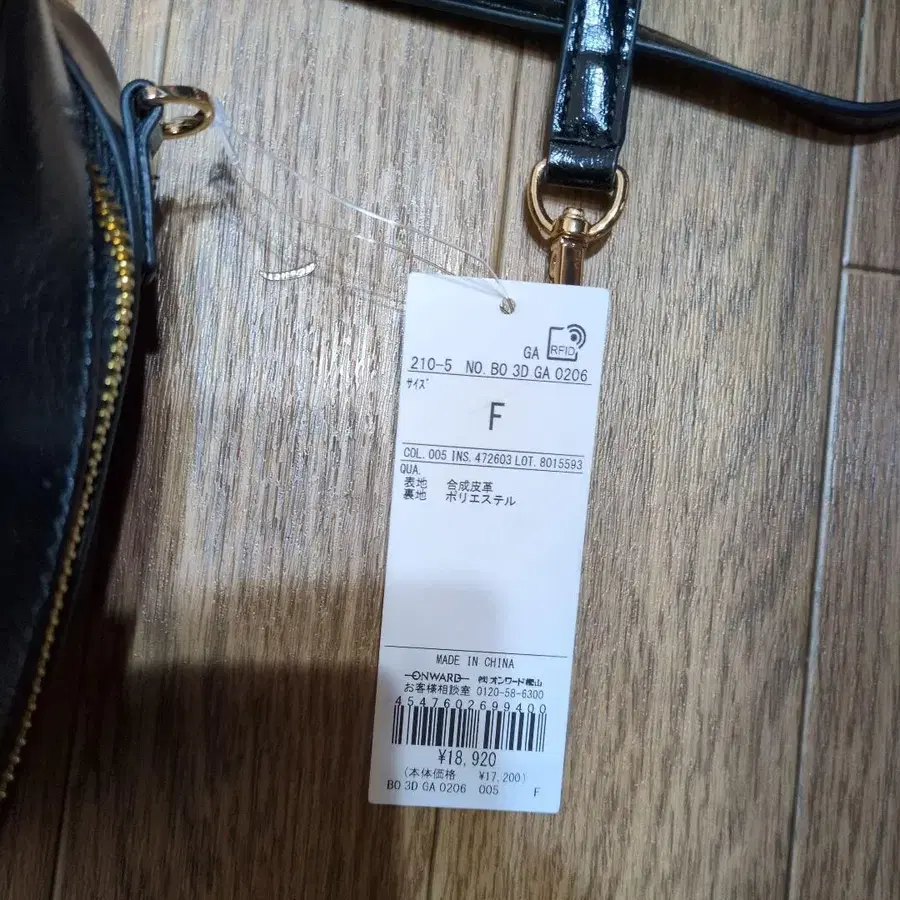 GA RFID
210-5 NO. BO 3D GA 0206
ｻｲｽﾞ
F
COL. 005 INS. 472603 LOT. 8015593
QUA.
表地 合成皮革
裏地 ポリエステル
MADE IN CHINA
ONWARD ㈱オンワード樫山
お客様相談室 0120-58-6300
4547602699400
¥18,920
(本体価格 ¥17,200)
BO 3D GA 0206 005 F